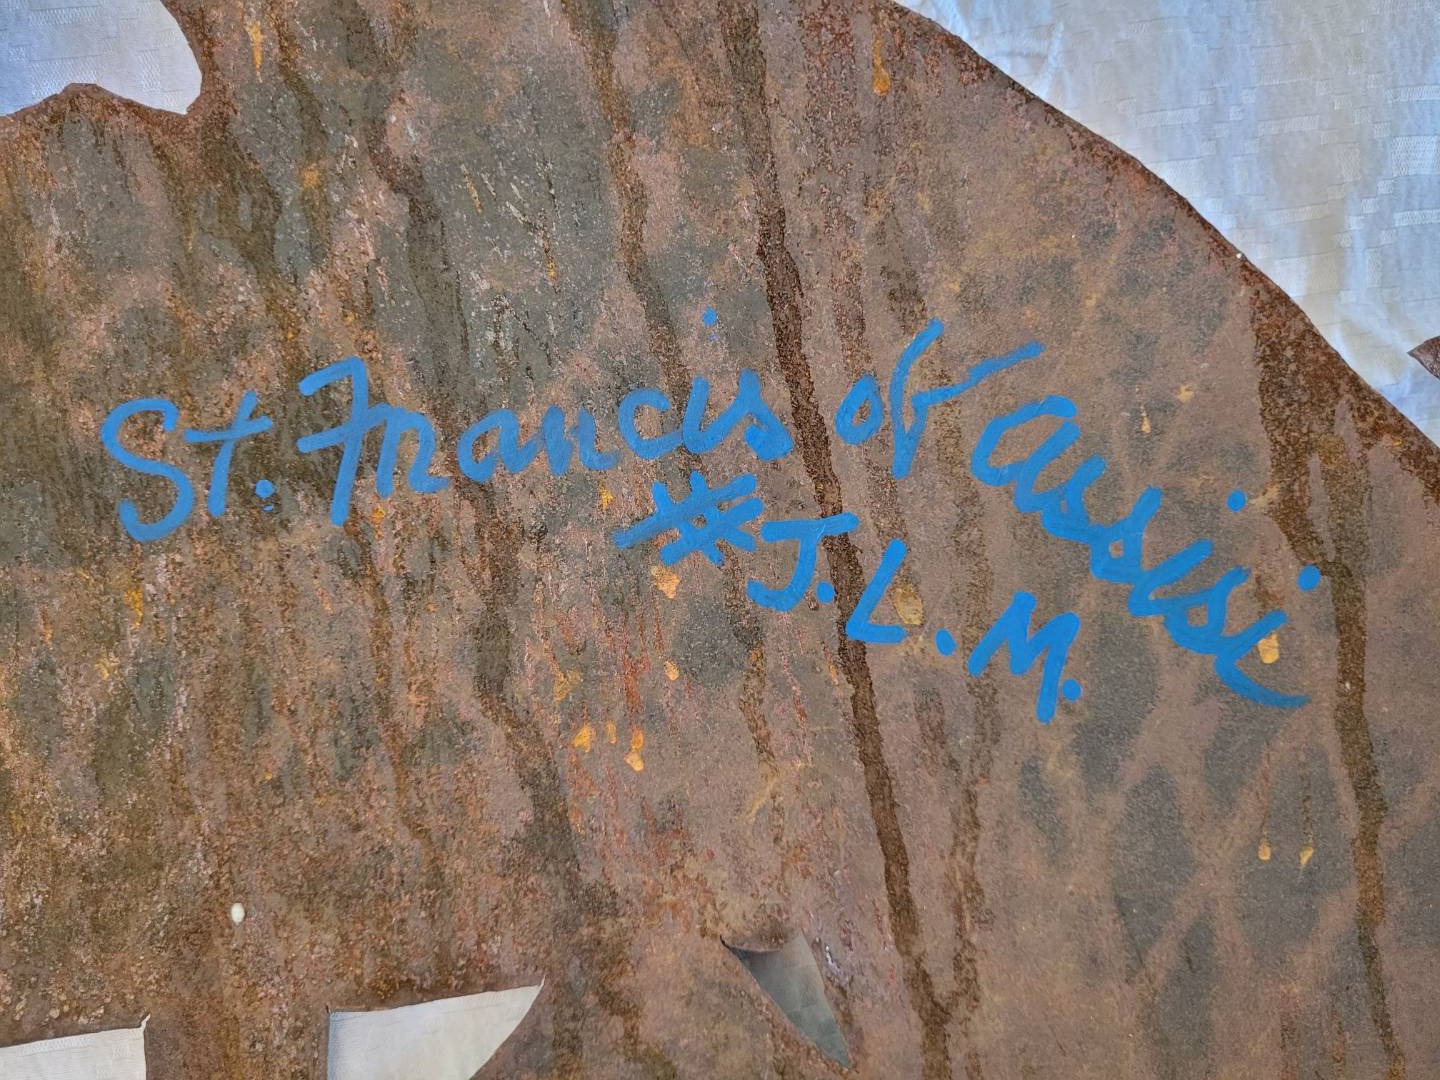 St. Francis of assisi
#J.L.M.